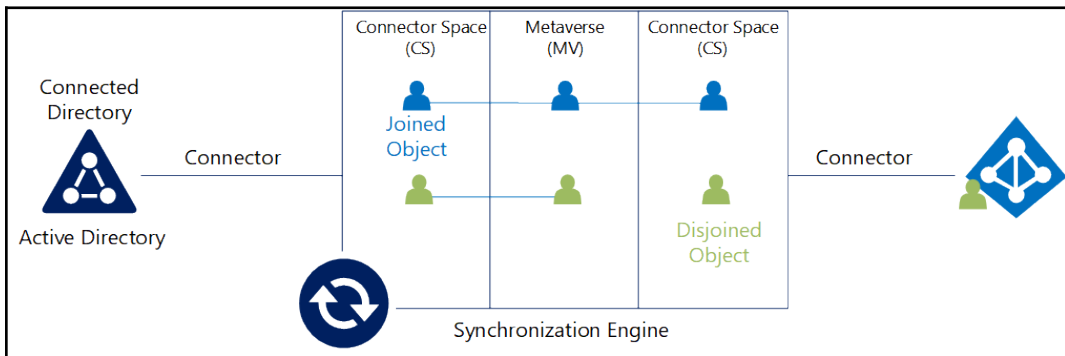 Connector Space
(CS)
Metaverse
(MV)
Connector Space
(CS)
Connected
Directory
Connector
Joined
Object
Connector
Active Directory
Disjoined
Object
Synchronization Engine